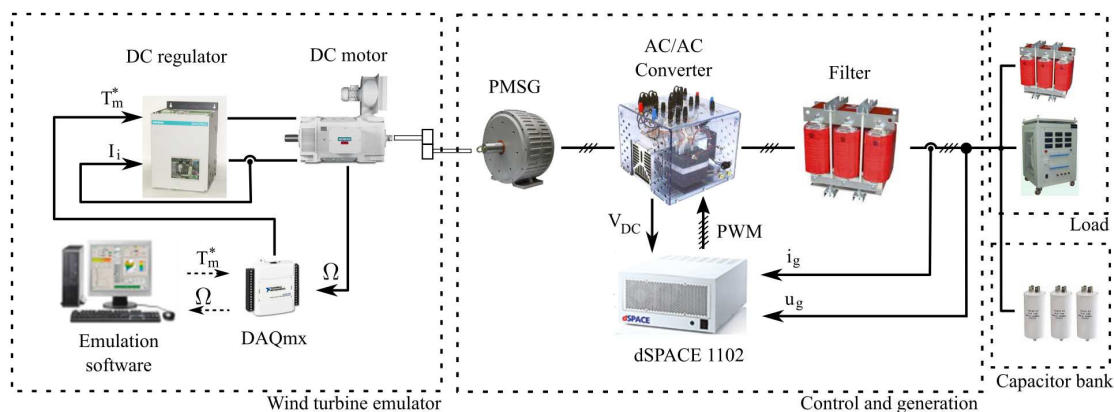 DC regulator
DC motor
T*m
Ii
T*m
Ω
Ω
Emulation
software
DAQmx
Wind turbine emulator
PMSG
AC/AC
Converter
Filter
VDC
PWM
ig
ug
dSPACE
dSPACE 1102
Control and generation
Load
Capacitor bank